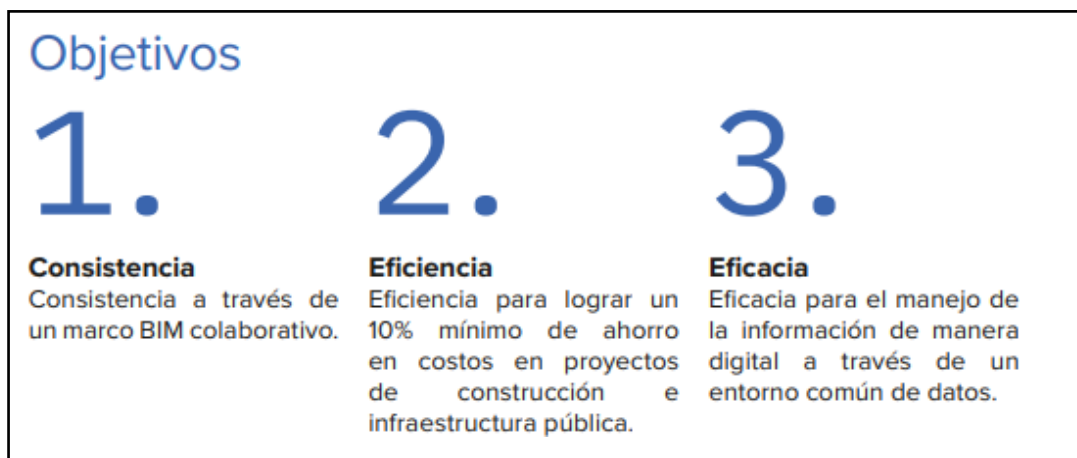 Objetivos
1.
2.
3.
Consistencia
Consistencia a través de
un marco BIM colaborativo.
Eficiencia
Eficiencia para lograr un
10% mínimo de ahorro
en costos en proyectos
de construcción e
infraestructura pública.
Eficacia
Eficacia para el manejo de
la información de manera
digital a través de un
entorno común de datos.